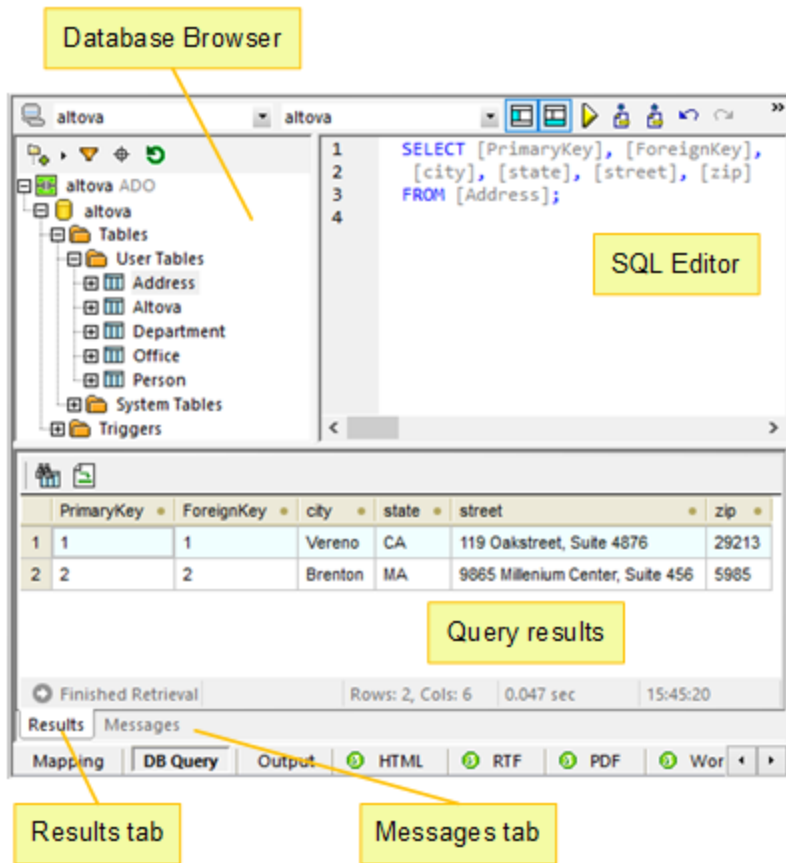 Database Browser
altova altova »
1 SELECT [PrimaryKey], [ForeignKey],
2 [city], [state], [street], [zip]
3 FROM [Address];
4
altova ADO
altova
Tables
User Tables
Address
Altova
Department
Office
Person
System Tables
Triggers
SQL Editor
PrimaryKey ForeignKey city state street zip
1 1 1 Vereno CA 119 Oakstreet, Suite 4876 29213
2 2 2 Brenton MA 9865 Millenium Center, Suite 456 5985
Query results
Finished Retrieval Rows: 2, Cols: 6 0.047 sec 15:45:20
Results Messages
Mapping DB Query Output HTML RTF PDF Wor
Results tab Messages tab